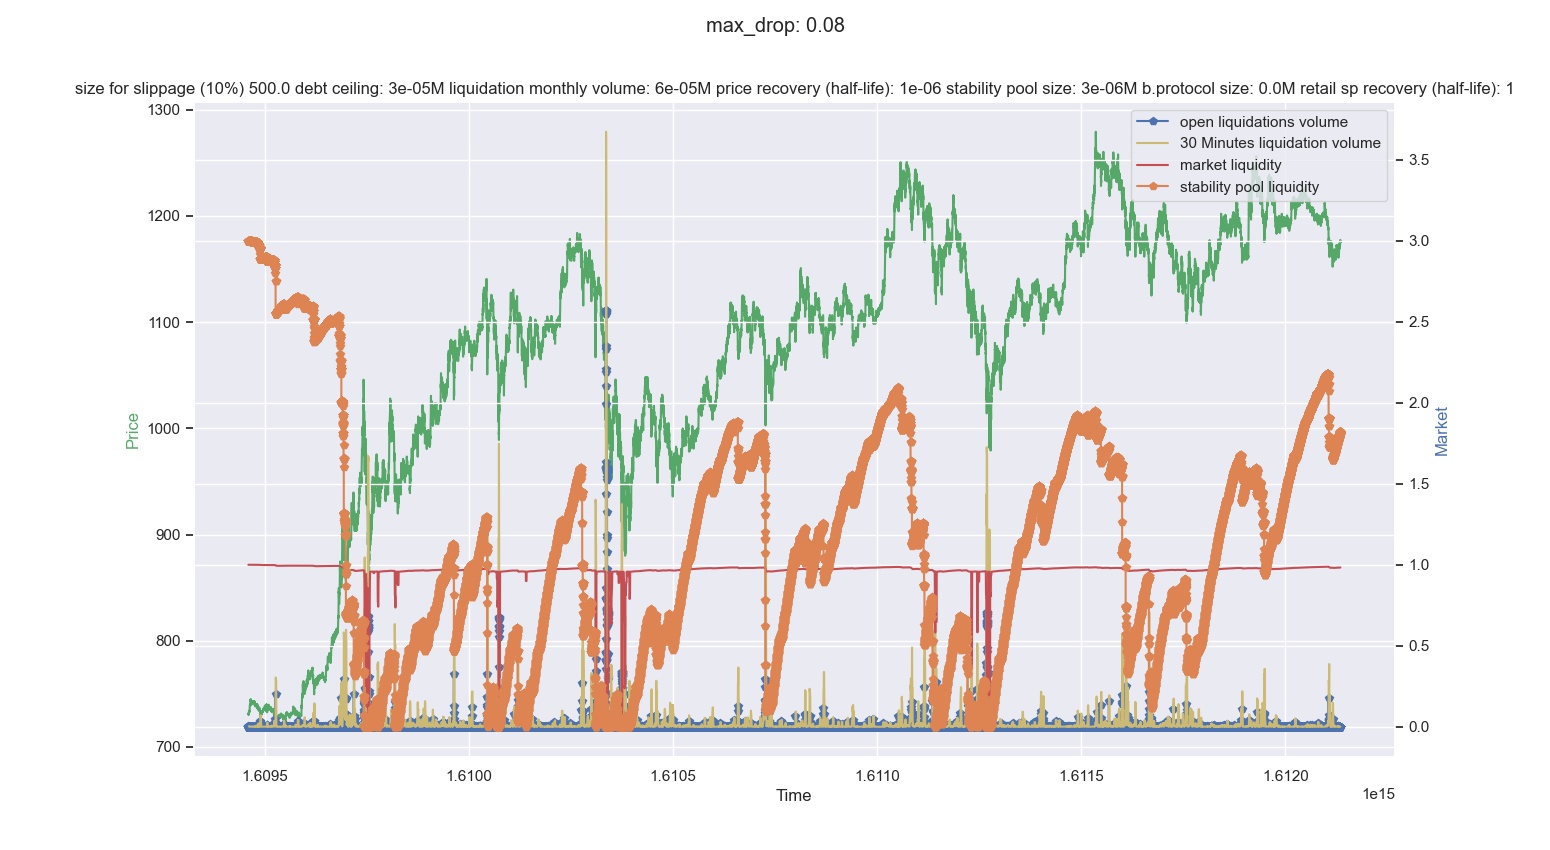 max_drop: 0.08
size for slippage (10%) 500.0 debt ceiling: 3e-05M liquidation monthly volume: 6e-05M price recovery (half-life): 1e-06 stability pool size: 3e-06M b.protocol size: 0.0M retail sp recovery (half-life): 1
1300
1200
1100
1000
900
800
700
Price
open liquidations volume
30 Minutes liquidation volume
market liquidity
stability pool liquidity
3.5
3.0
2.5
2.0
1.5
1.0
0.5
0.0
Market
1.6095
1.6100
1.6105
1.6110
1.6115
1.6120
Time
1e15